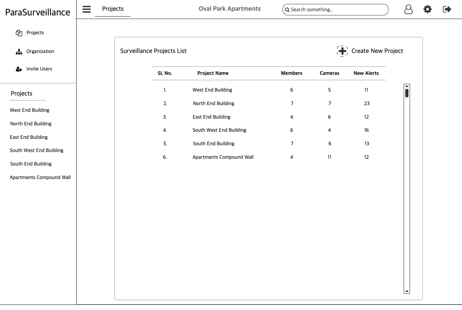 ParaSurveillance
Projects
Oval Park Apartments
Search something...
Projects
Organization
Invite Users
Projects
West End Building
North End Building
East End Building
South West End Building
South End Building
Apartments Compound Wall
Surveillance Projects List
Create New Project
SL No. Project Name Members Cameras New Alerts
1. West End Building 6 5 11
2. North End Building 7 7 23
3. East End Building 4 6 12
4. South West End Building 6 4 16
5. South End Building 7 6 13
6. Apartments Compound Wall 4 11 12